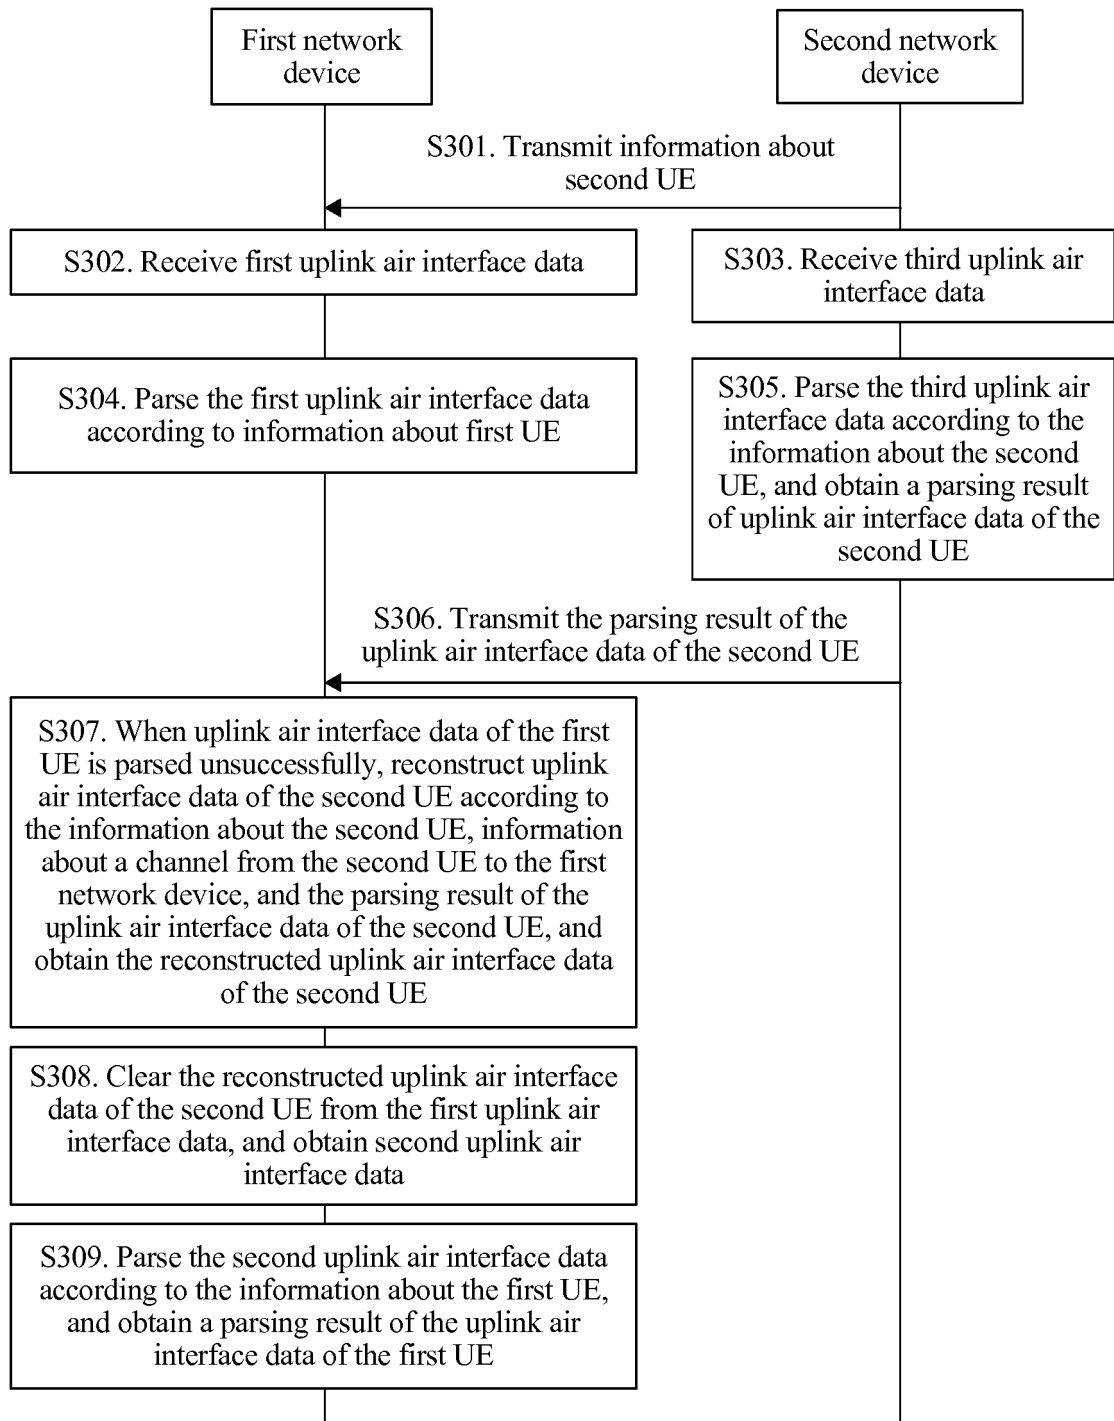 First network
device
Second network
device
S301. Transmit information about
second UE
S302. Receive first uplink air interface data
S303. Receive third uplink air
interface data
S304. Parse the first uplink air interface data
according to information about first UE
S305. Parse the third uplink air
interface data according to the
information about the second
UE, and obtain a parsing result
of uplink air interface data of the
second UE
S306. Transmit the parsing result of the
uplink air interface data of the second UE
S307. When uplink air interface data of the first
UE is parsed unsuccessfully, reconstruct uplink
air interface data of the second UE according to
the information about the second UE, information
about a channel from the second UE to the first
network device, and the parsing result of the
uplink air interface data of the second UE, and
obtain the reconstructed uplink air interface data
of the second UE
S308. Clear the reconstructed uplink air interface
data of the second UE from the first uplink air
interface data, and obtain second uplink air
interface data
S309. Parse the second uplink air interface data
according to the information about the first UE,
and obtain a parsing result of the uplink air
interface data of the first UE